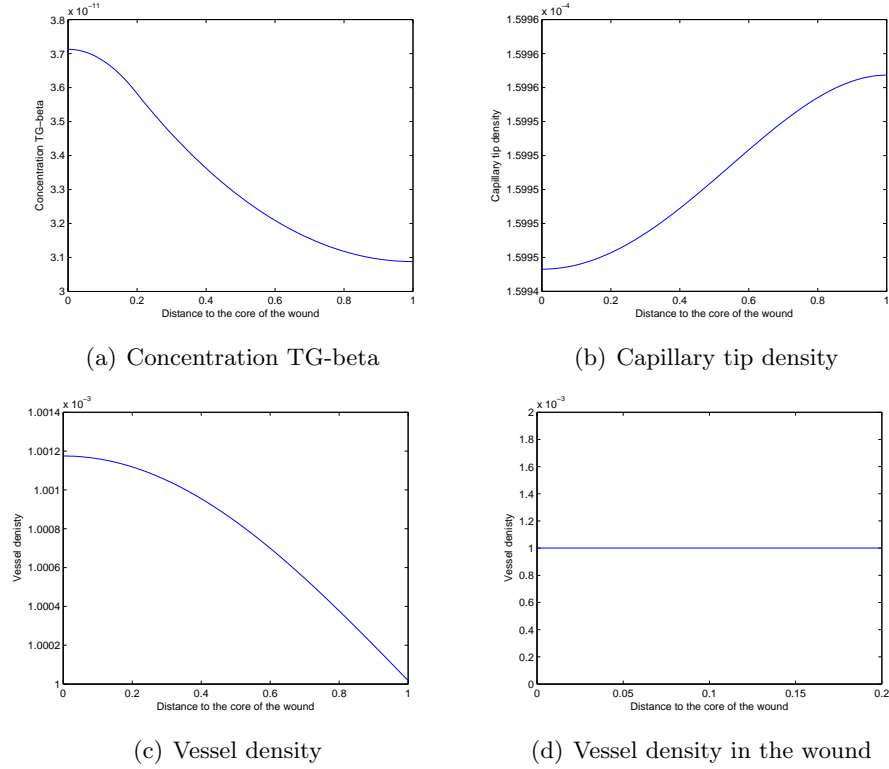 x 10⁻¹¹
3.8
3.7
3.6
3.5
3.4
3.3
3.2
3.1
3
0 0.2 0.4 0.6 0.8 1
Concentration TG−beta
Distance to the core of the wound
(a) Concentration TG-beta
x 10⁻⁴
1.5996
1.5996
1.5995
1.5995
1.5995
1.5995
1.5994
0 0.2 0.4 0.6 0.8 1
Capillary tip density
Distance to the core of the wound
(b) Capillary tip density
x 10⁻³
1.0014
1.0012
1.001
1.0008
1.0006
1.0004
1.0002
1
0 0.2 0.4 0.6 0.8 1
Vessel denisty
Distance to the core of the wound
(c) Vessel density
x 10⁻³
2
1.8
1.6
1.4
1.2
1
0.8
0.6
0.4
0.2
0
0 0.05 0.1 0.15 0.2
Vessel denisty
Distance to the core of the wound
(d) Vessel density in the wound